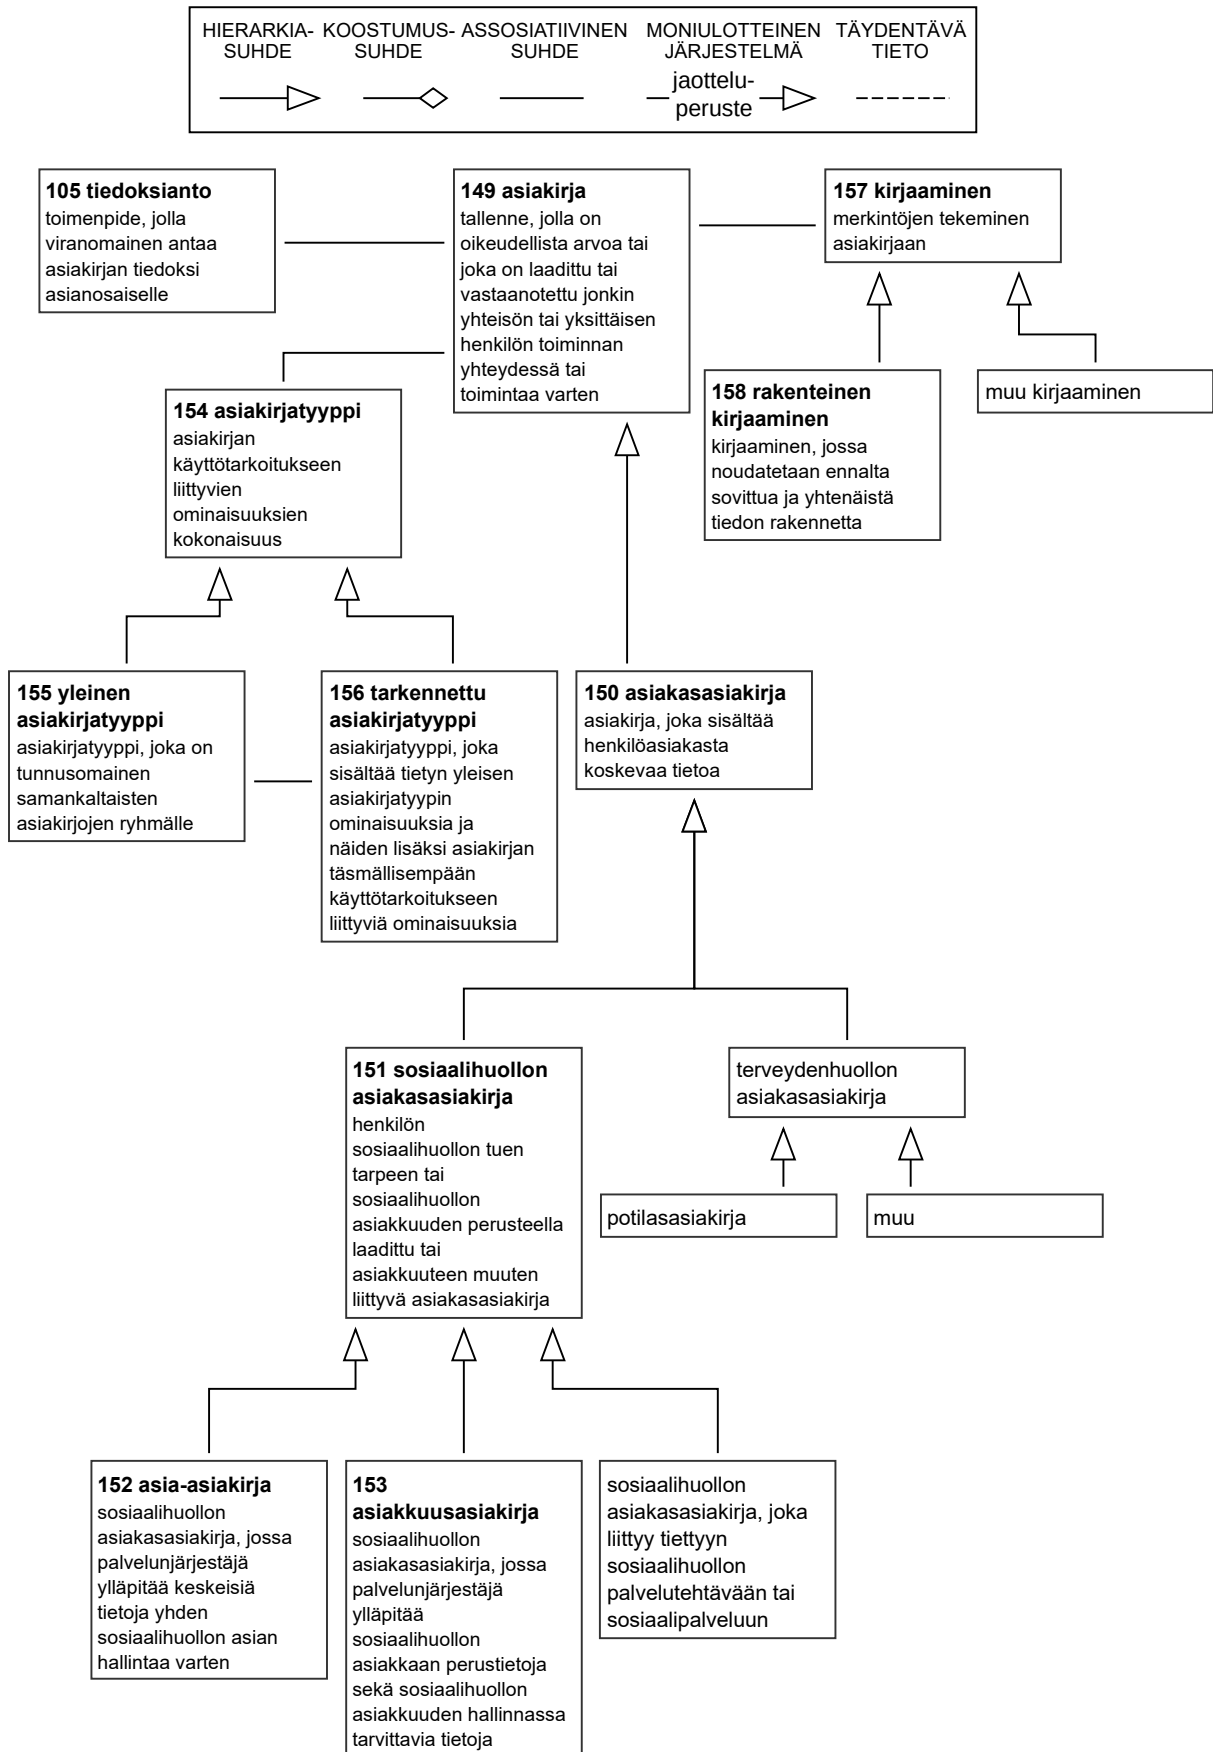 HIERARKIA-
SUHDE
KOOSTUMUS-
SUHDE
ASSOSIATIIVINEN
SUHDE
MONIULOTTEINEN
JÄRJESTELMÄ
TÄYDENTÄVÄ
TIETO
jaottelu-
peruste
105 tiedoksianto
toimenpide, jolla
viranomainen antaa
asiakirjan tiedoksi
asianosaiselle
149 asiakirja
tallenne, jolla on
oikeudellista arvoa tai
joka on laadittu tai
vastaanotettu jonkin
yhteisön tai yksittäisen
henkilön toiminnan
yhteydessä tai
toimintaa varten
157 kirjaaminen
merkintöjen tekeminen
asiakirjaan
154 asiakirjatyyppi
asiakirjan
käyttötarkoitukseen
liittyvien
ominaisuuksien
kokonaisuus
158 rakenteinen
kirjaaminen
kirjaaminen, jossa
noudatetaan ennalta
sovittua ja yhtenäistä
tiedon rakennetta
muu kirjaaminen
155 yleinen
asiakirjatyyppi
asiakirjatyyppi, joka on
tunnusomainen
samankaltaisten
asiakirjojen ryhmälle
156 tarkennettu
asiakirjatyyppi
asiakirjatyyppi, joka
sisältää tietyn yleisen
asiakirjatyypin
ominaisuuksia ja
näiden lisäksi asiakirjan
täsmällisempään
käyttötarkoitukseen
liittyviä ominaisuuksia
150 asiakasasiakirja
asiakirja, joka sisältää
henkilöasiakasta
koskevaa tietoa
151 sosiaalihuollon
asiakasasiakirja
henkilön
sosiaalihuollon tuen
tarpeen tai
sosiaalihuollon
asiakkuuden perusteella
laadittu tai
asiakkuuteen muuten
liittyvä asiakasasiakirja
terveydenhuollon
asiakasasiakirja
potilasasiakirja
muu
152 asia-asiakirja
sosiaalihuollon
asiakasasiakirja, jossa
palvelunjärjestäjä
ylläpitää keskeisiä
tietoja yhden
sosiaalihuollon asian
hallintaa varten
153
asiakkuusasiakirja
sosiaalihuollon
asiakasasiakirja, jossa
palvelunjärjestäjä
ylläpitää
sosiaalihuollon
asiakkaan perustietoja
sekä sosiaalihuollon
asiakkuuden hallinnassa
tarvittavia tietoja
sosiaalihuollon
asiakasasiakirja, joka
liittyy tiettyyn
sosiaalihuollon
palvelutehtävään tai
sosiaalipalveluun